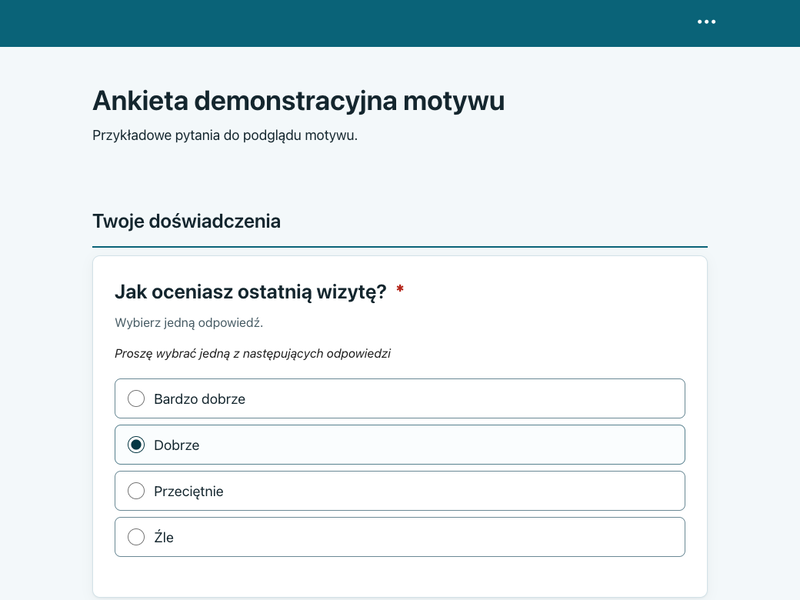 Ankieta demonstracyjna motywu
Przykładowe pytania do podglądu motywu.
Twoje doświadczenia
Jak oceniasz ostatnią wizytę? *
Wybierz jedną odpowiedź.
Proszę wybrać jedną z następujących odpowiedzi
Bardzo dobrze
Dobrze
Przeciętnie
Źle